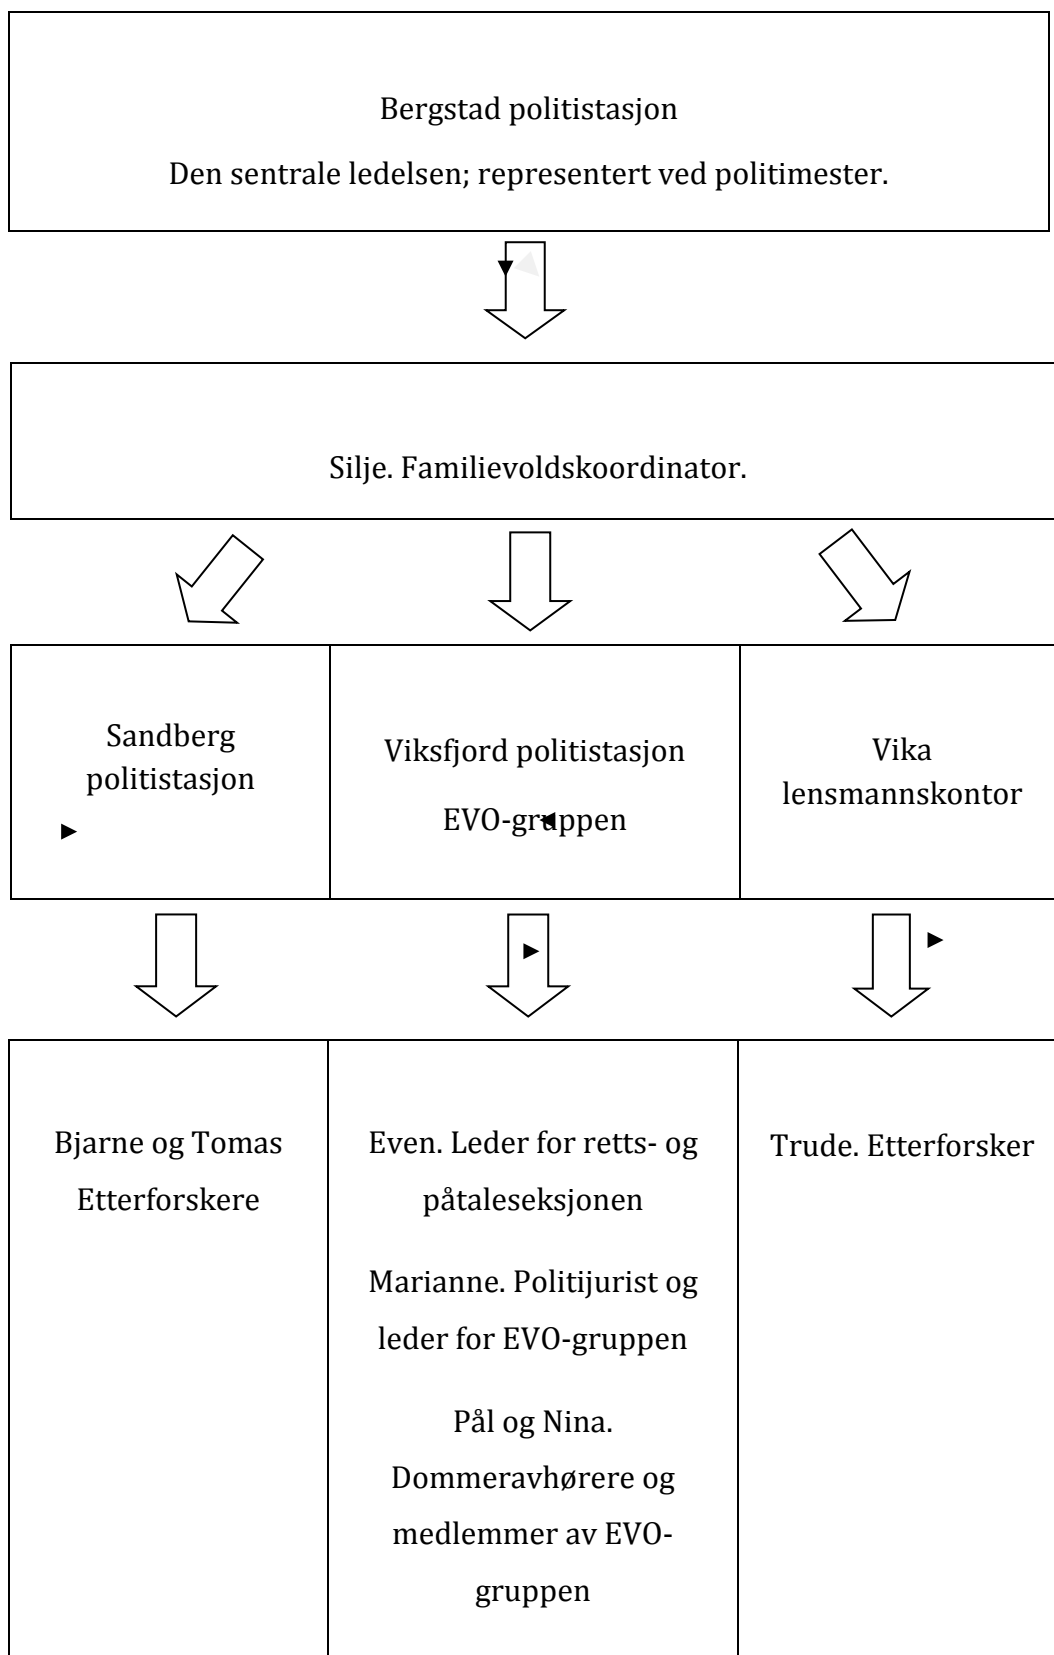 Bergstad politistasjon
Den sentrale ledelsen; representert ved politimester.
Silje. Familievoldskoordinator.
Sandberg
politistasjon
Viksfjord politistasjon
EVO-gruppen
Vika
lensmannskontor
Bjarne og Tomas
Etterforskere
Even. Leder for retts- og
påtaleseksjonen
Marianne. Politijurist og
leder for EVO-gruppen
Pål og Nina.
Dommeravhørere og
medlemmer av EVO-
gruppen
Trude. Etterforsker